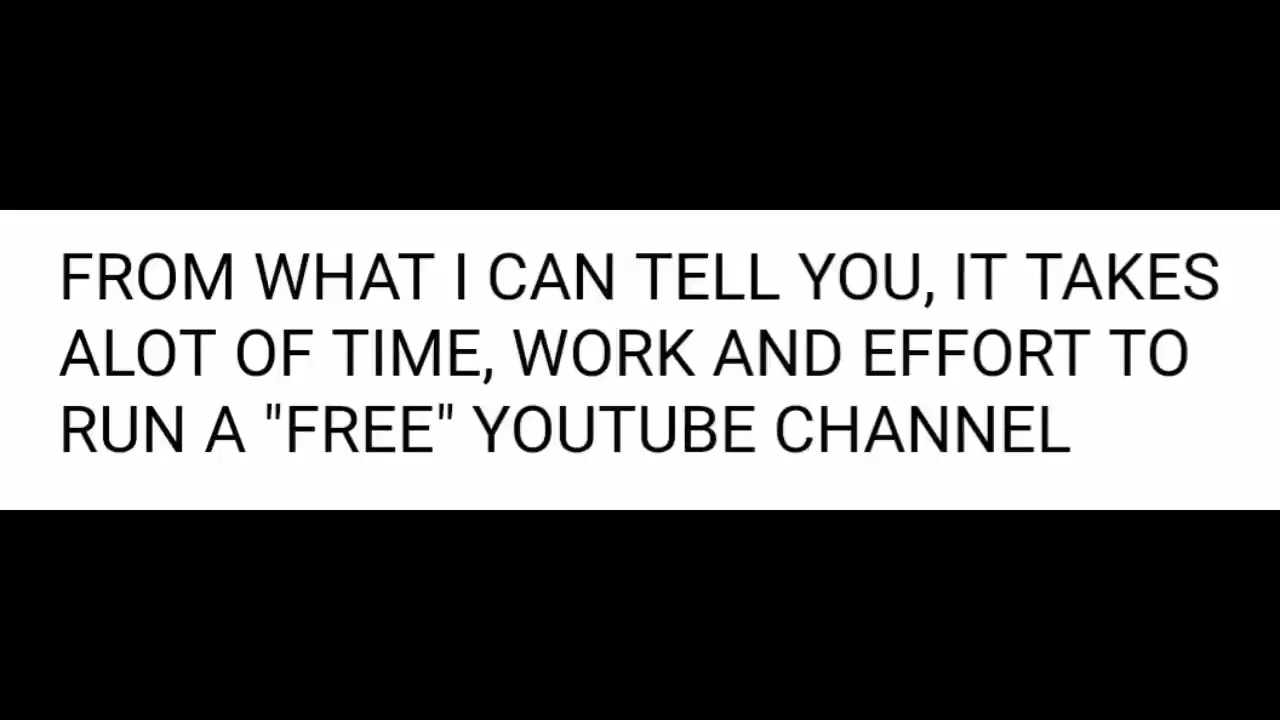 FROM WHAT I CAN TELL YOU, IT TAKES
ALOT OF TIME, WORK AND EFFORT TO
RUN A "FREE" YOUTUBE CHANNEL